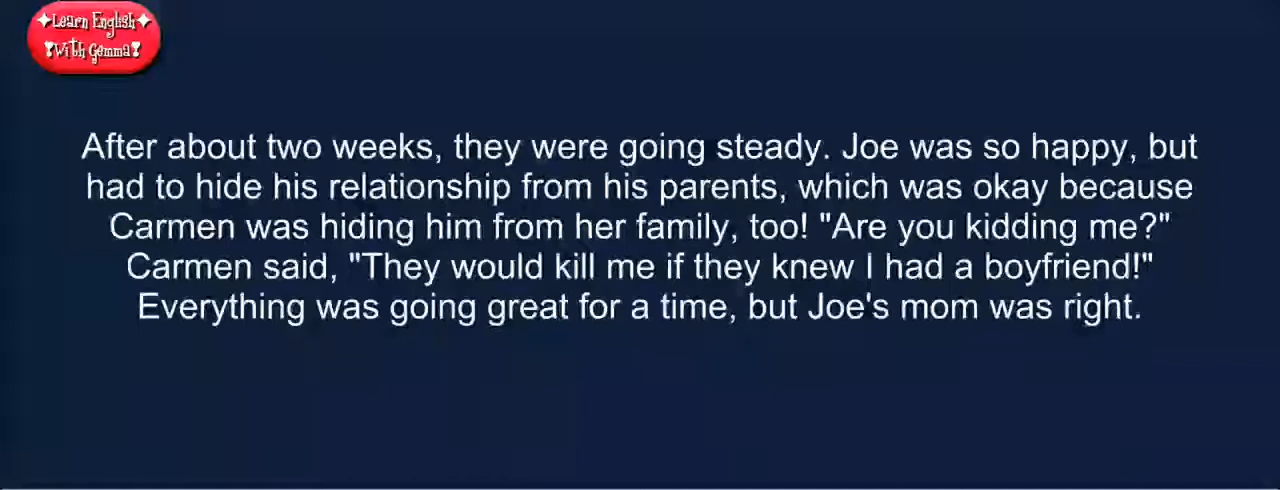 ✦Learn English✦
❣With Gemma❣
After about two weeks, they were going steady. Joe was so happy, but
had to hide his relationship from his parents, which was okay because
Carmen was hiding him from her family, too! "Are you kidding me?"
Carmen said, "They would kill me if they knew I had a boyfriend!"
Everything was going great for a time, but Joe's mom was right.